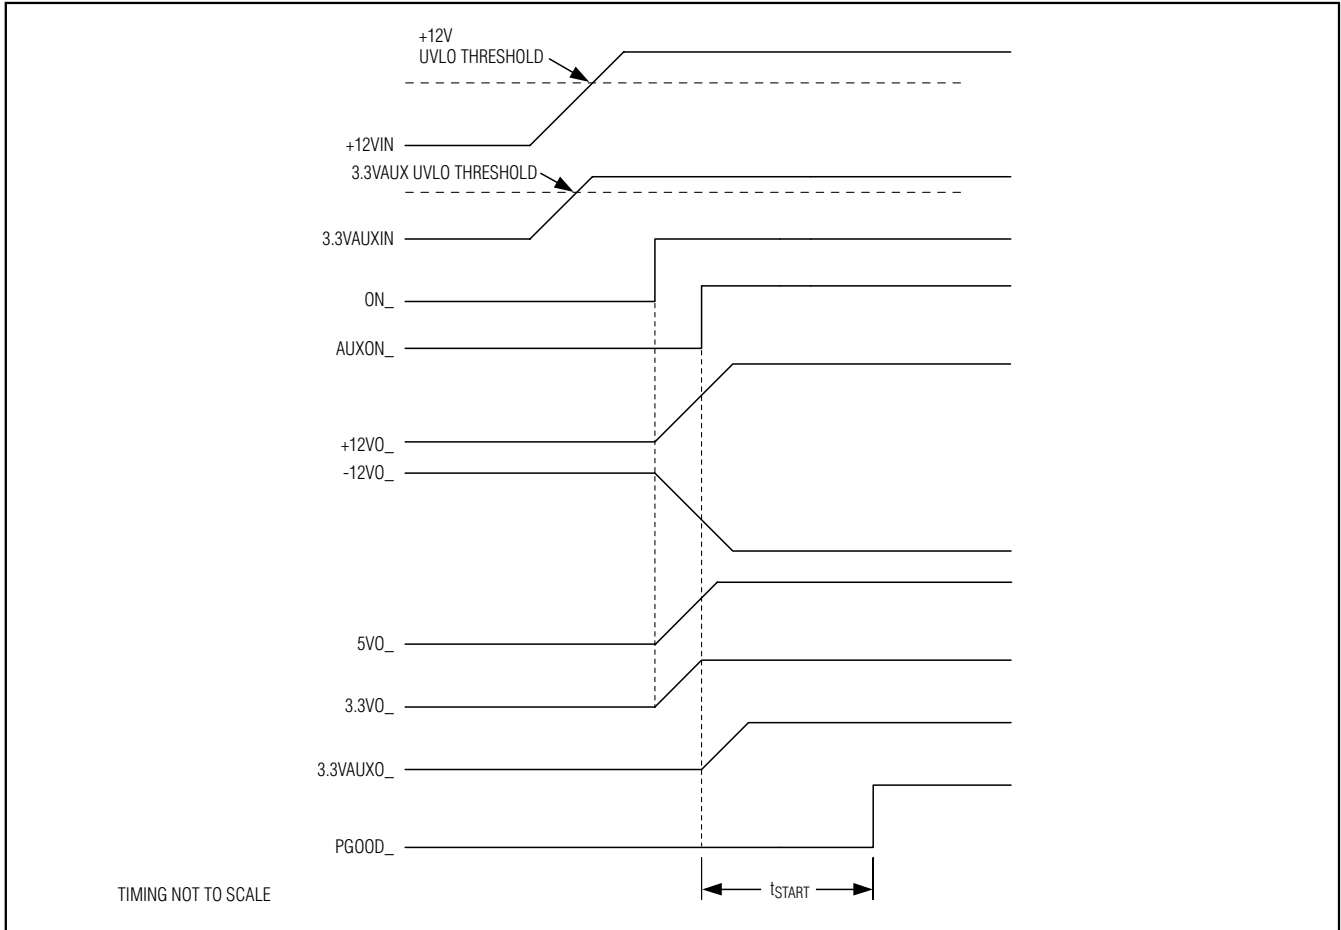 +12V
UVLO THRESHOLD
+12VIN
3.3VAUX UVLO THRESHOLD
3.3VAUXIN
ON_
AUXON_
+12VO_
-12VO_
5VO_
3.3VO_
3.3VAUXO_
PGOOD_
tSTART
TIMING NOT TO SCALE